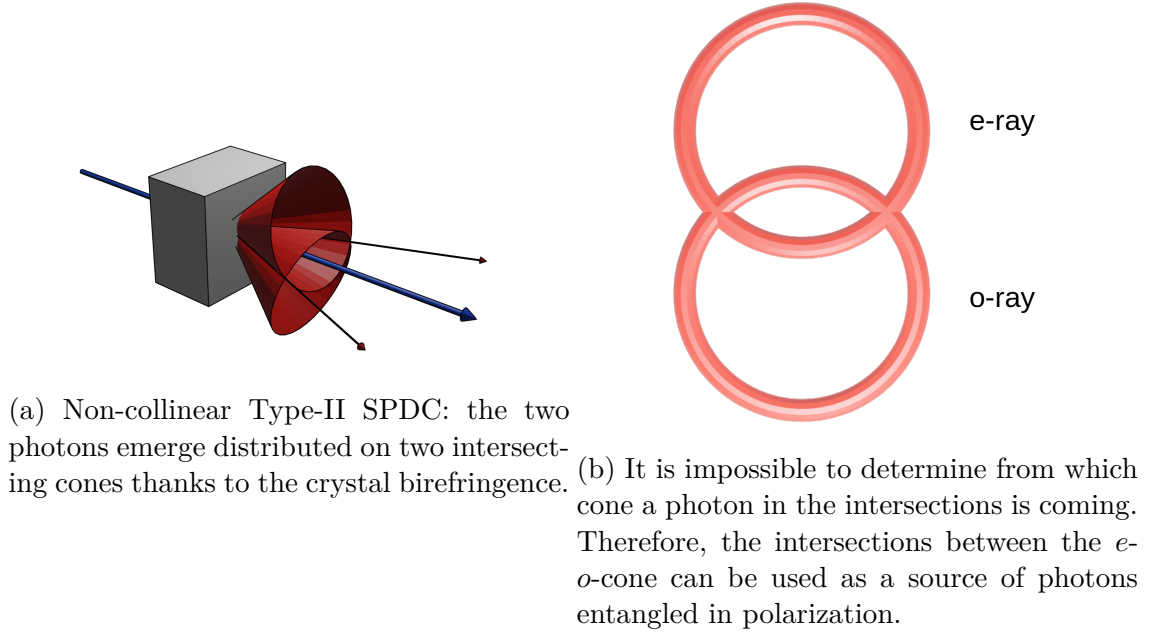 e-ray
o-ray
(a) Non-collinear Type-II SPDC: the two
photons emerge distributed on two intersect-
ing cones thanks to the crystal birefringence.
(b) It is impossible to determine from which
cone a photon in the intersections is coming.
Therefore, the intersections between the e-
o-cone can be used as a source of photons
entangled in polarization.